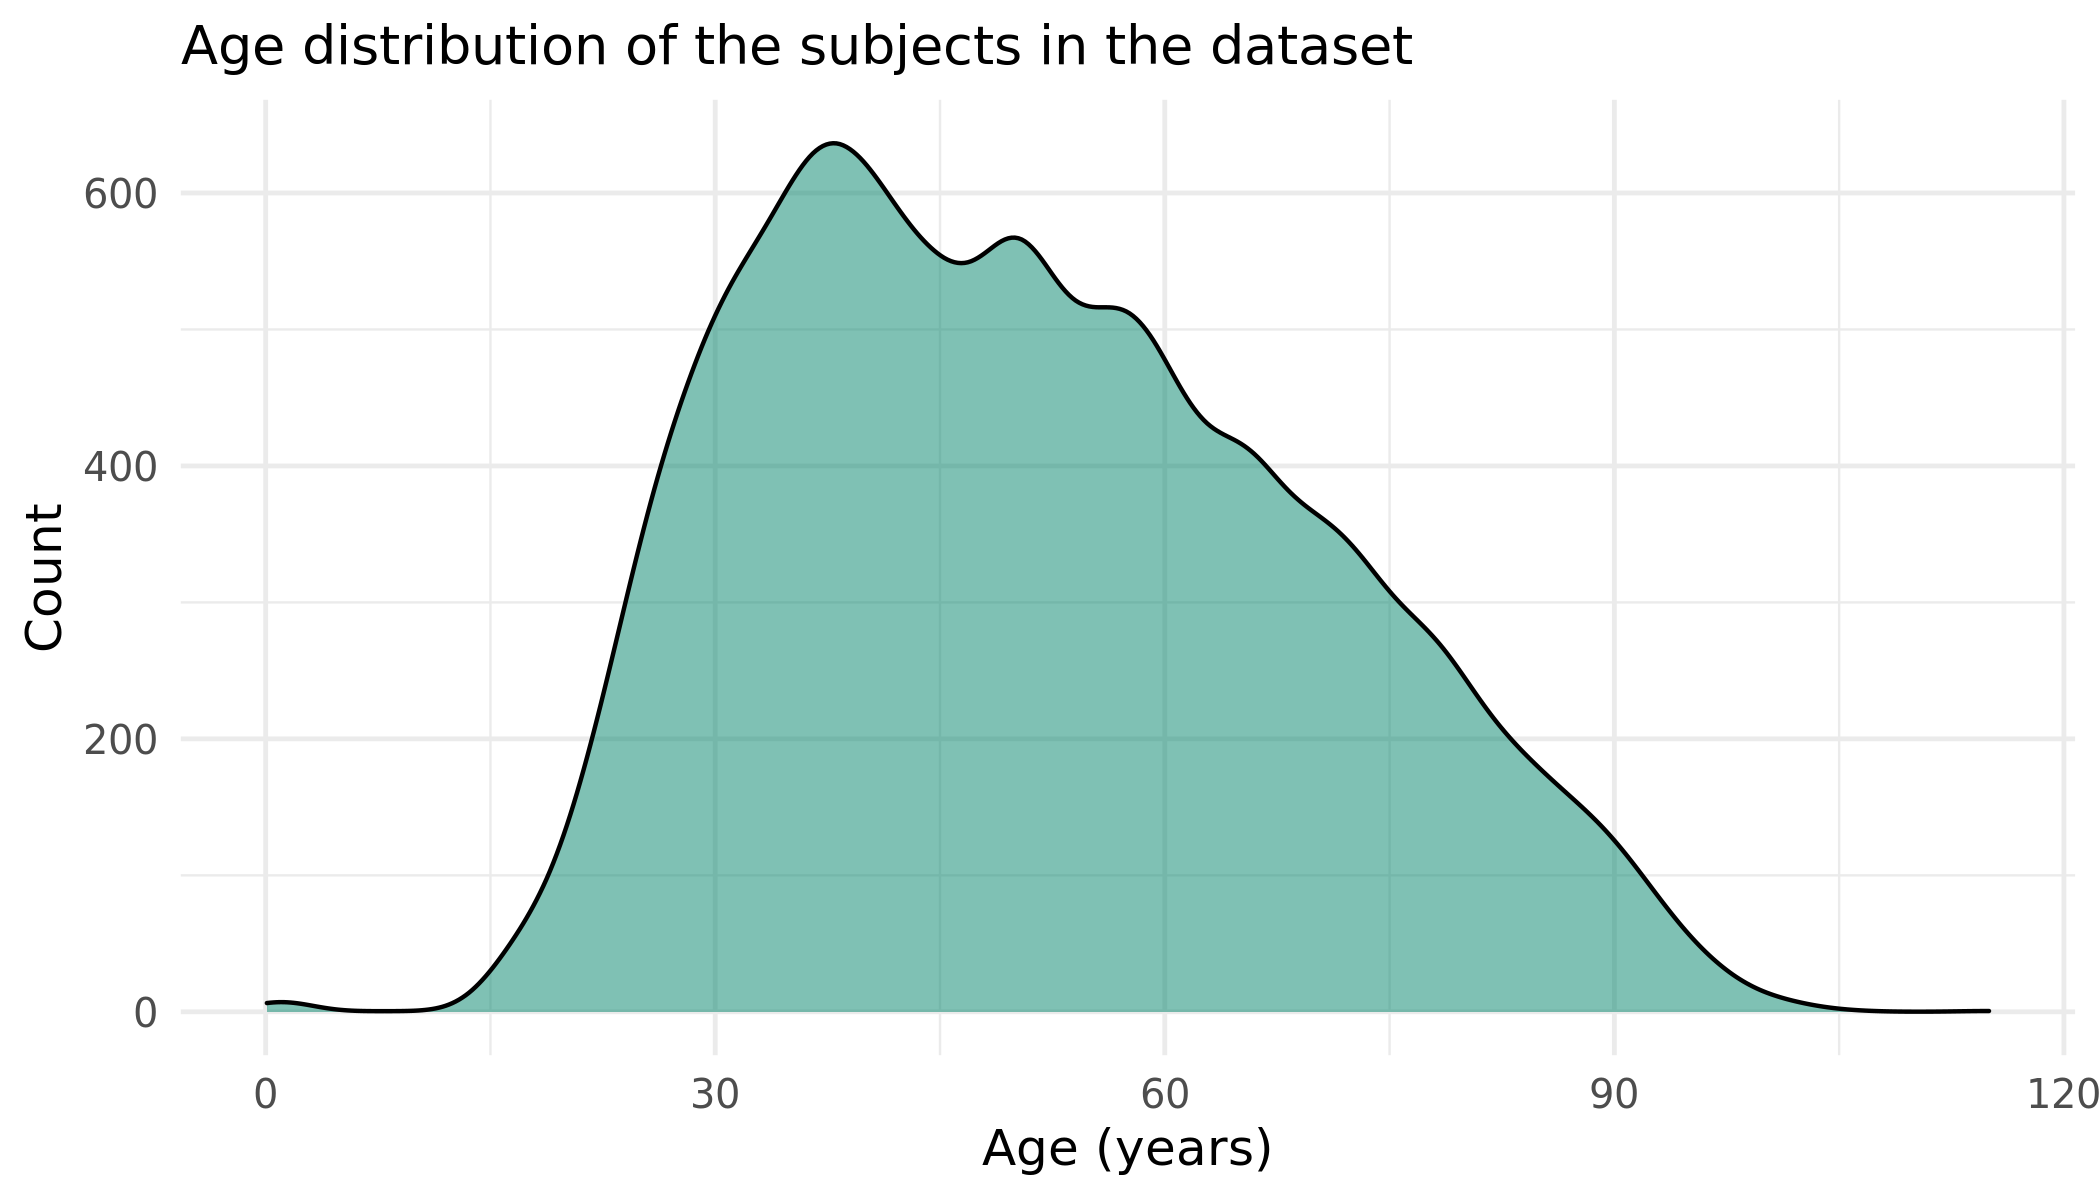 Age distribution of the subjects in the dataset
600
400
200
0
Count
0 30 60 90 120
Age (years)